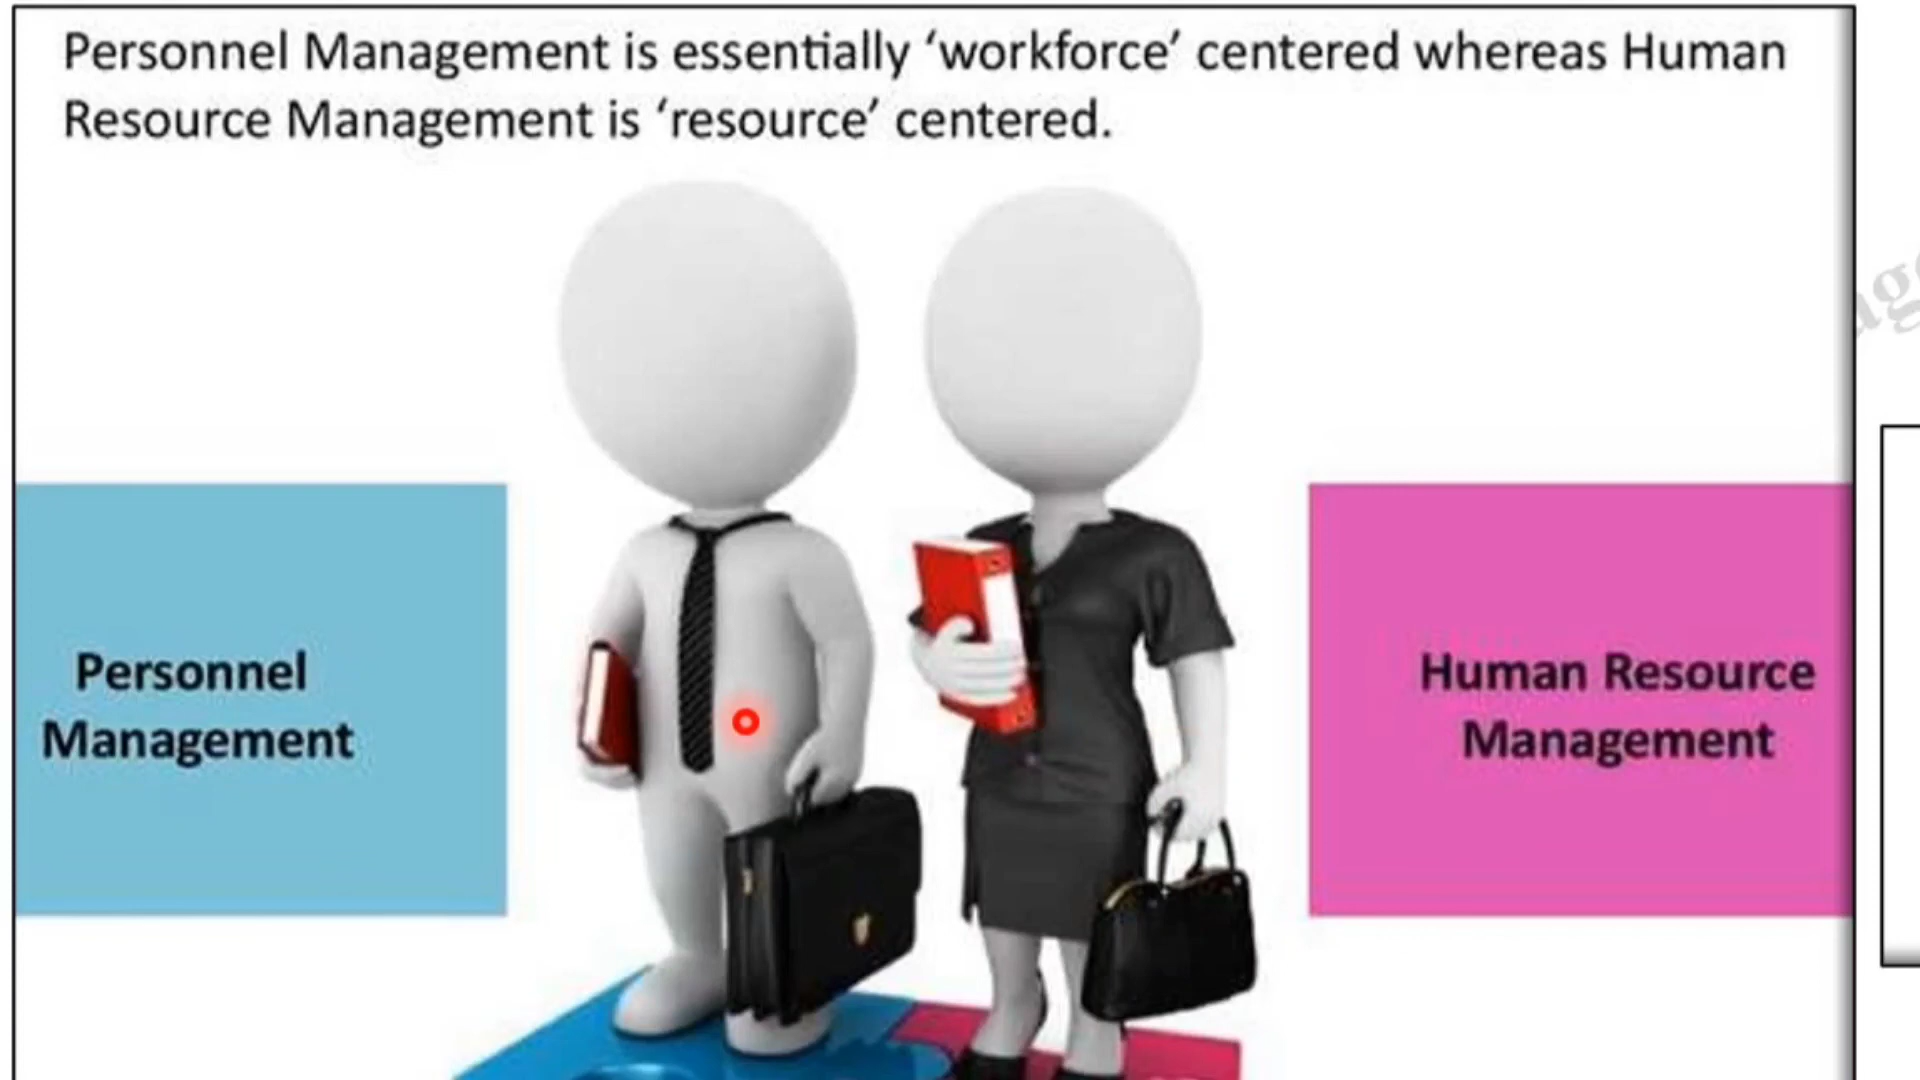 Personnel Management is essentially ‘workforce’ centered whereas Human
Resource Management is ‘resource’ centered.
Personnel
Management
Human Resource
Management